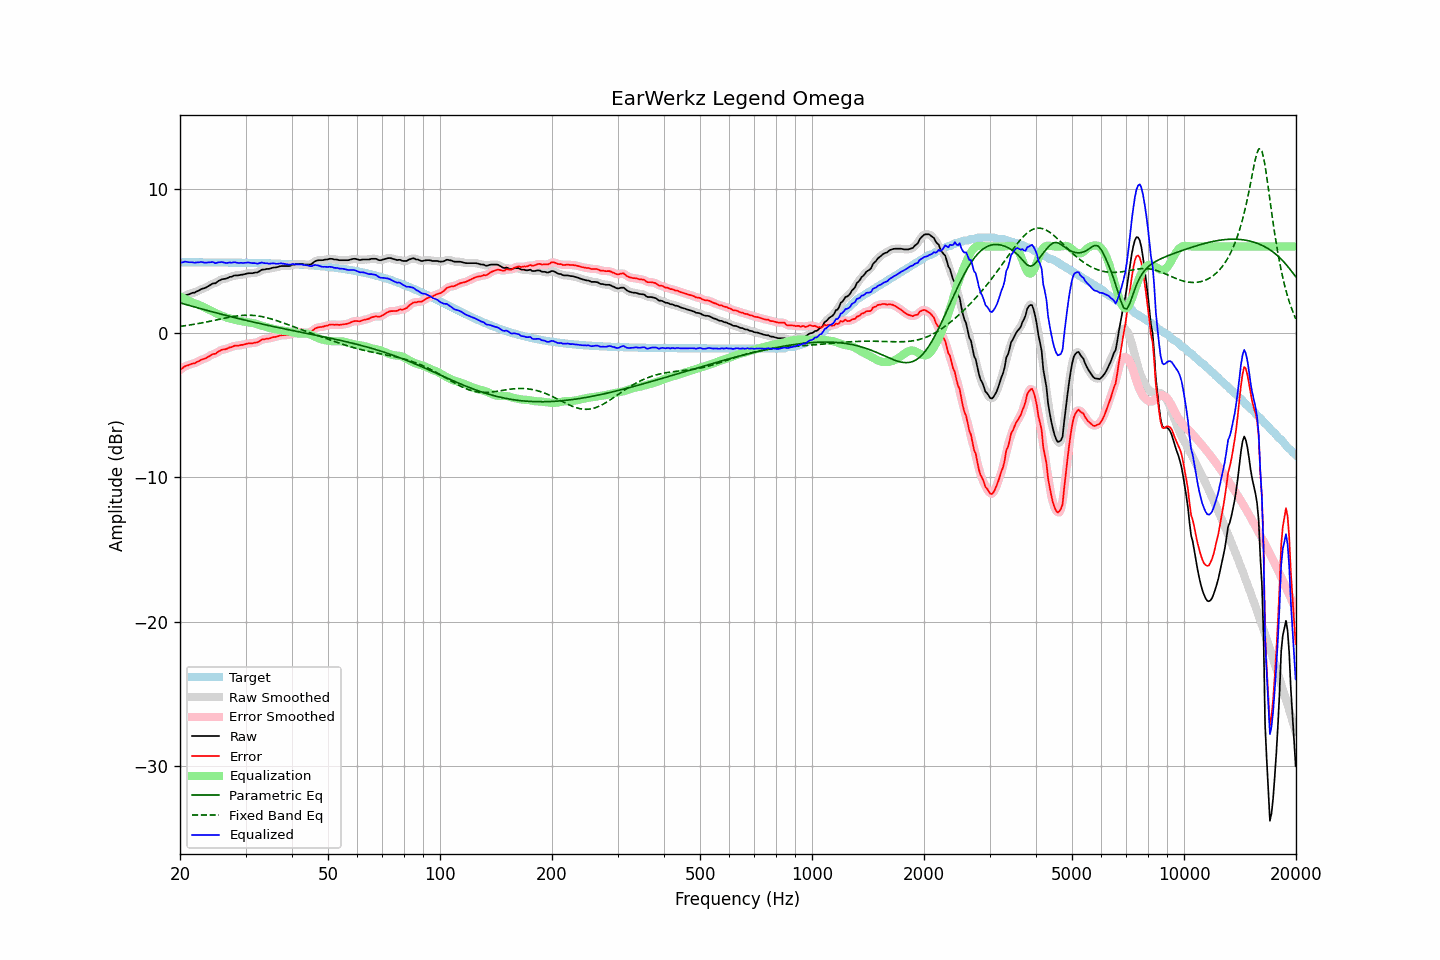 EarWerkz Legend Omega
Amplitude (dBr)
10
0
−10
−20
−30
Target
Raw Smoothed
Error Smoothed
Raw
Error
Equalization
Parametric Eq
Fixed Band Eq
Equalized
20 50 100 200 500 1000 2000 5000 10000 20000
Frequency (Hz)